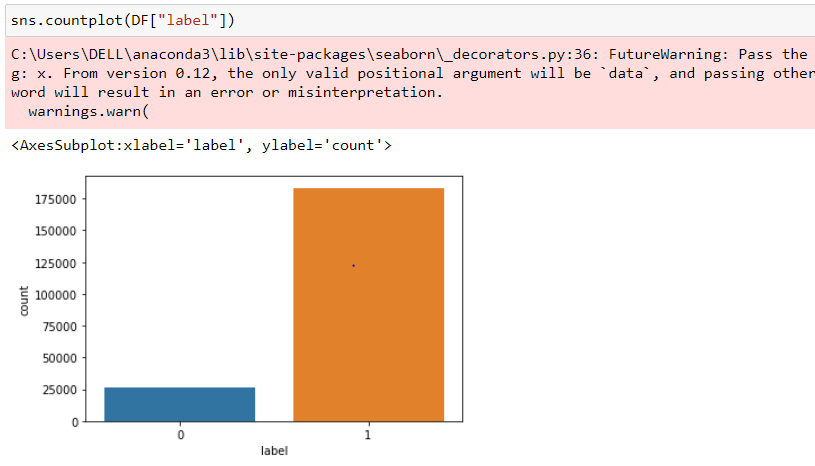 sns.countplot(DF["label"])
C:\Users\DELL\anaconda3\lib\site-packages\seaborn\_decorators.py:36: FutureWarning: Pass the
g: x. From version 0.12, the only valid positional argument will be `data`, and passing other
word will result in an error or misinterpretation.
warnings.warn(
<AxesSubplot:xlabel='label', ylabel='count'>
175000
150000
125000
100000
75000
50000
25000
0
count
0 1
label